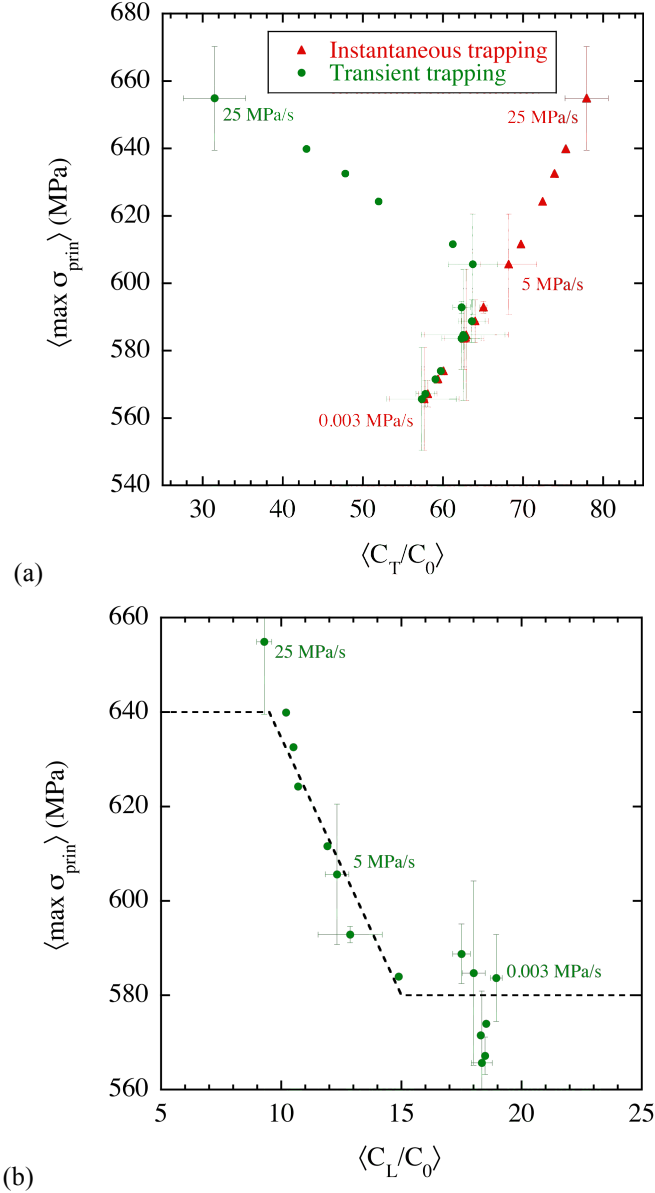 680
660
640
620
600
580
560
540
⟨max σprin⟩ (MPa)
Instantaneous trapping
Transient trapping
25 MPa/s
25 MPa/s
5 MPa/s
0.003 MPa/s
30 40 50 60 70 80
⟨CT/C0⟩
(a)
660
640
620
600
580
560
⟨max σprin⟩ (MPa)
25 MPa/s
5 MPa/s
0.003 MPa/s
5 10 15 20 25
⟨CL/C0⟩
(b)